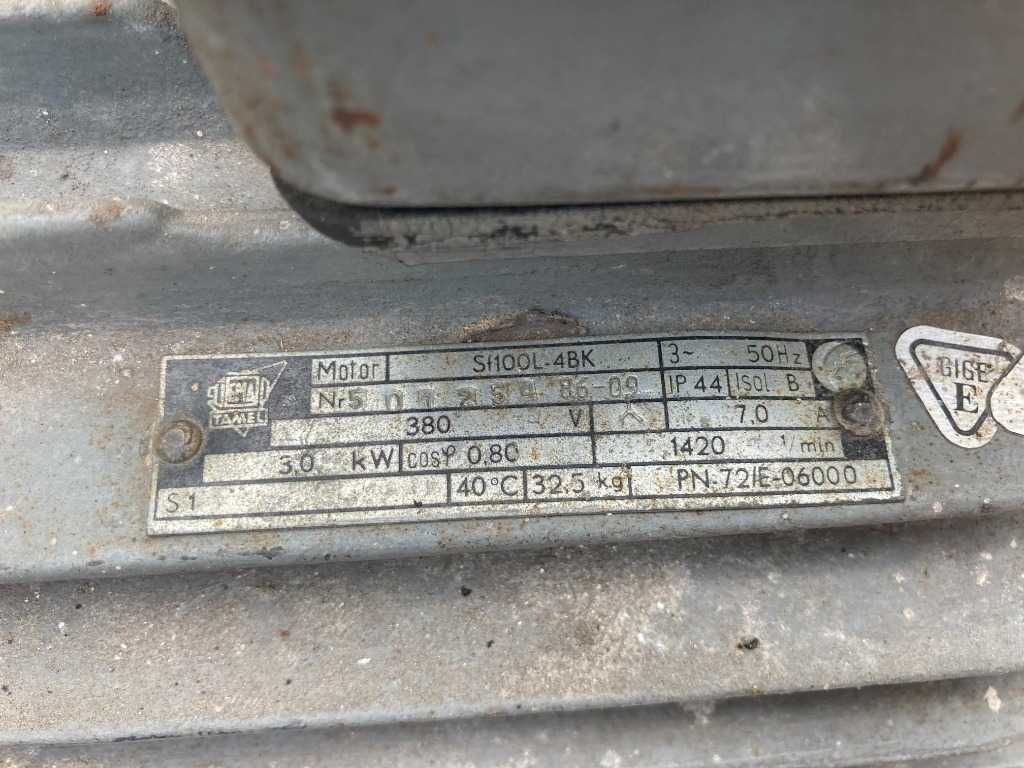 TAMEL
Motor Sf100L-4BK 3~ 50Hz
Nr 86-09 IP 44 Isol B
380 V 7,0 A
3,0 kW cosφ 0,80 1420 1/min
S1 40°C 32,5 kg PN-72/E-06000
GIGE
E